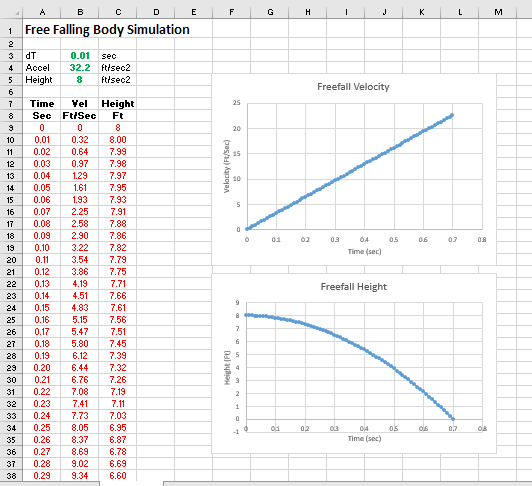 A B C D E F G H I J K L M
1 Free Falling Body Simulation
2
3 dT 0.01 sec
4 Accel 32.2 ft/sec2
5 Height 8 ft/sec2
6
7 Time Vel Height
8 Sec Ft/Sec Ft
9 0 0 8
10 0.01 0.32 8.00
11 0.02 0.64 7.99
12 0.03 0.97 7.98
13 0.04 1.29 7.97
14 0.05 1.61 7.95
15 0.06 1.93 7.93
16 0.07 2.25 7.91
17 0.08 2.58 7.88
18 0.09 2.90 7.86
19 0.10 3.22 7.82
20 0.11 3.54 7.79
21 0.12 3.86 7.75
22 0.13 4.19 7.71
23 0.14 4.51 7.66
24 0.15 4.83 7.61
25 0.16 5.15 7.56
26 0.17 5.47 7.51
27 0.18 5.80 7.45
28 0.19 6.12 7.39
29 0.20 6.44 7.32
30 0.21 6.76 7.26
31 0.22 7.08 7.19
32 0.23 7.41 7.11
33 0.24 7.73 7.03
34 0.25 8.05 6.95
35 0.26 8.37 6.87
36 0.27 8.69 6.78
37 0.28 9.02 6.69
38 0.29 9.34 6.60
Freefall Velocity
Velocity (Ft/Sec)
25
20
15
10
5
0
0 0.1 0.2 0.3 0.4 0.5 0.6 0.7 0.8
Time (sec)
Freefall Height
Height (Ft)
9
8
7
6
5
4
3
2
1
0
-1
0 0.1 0.2 0.3 0.4 0.5 0.6 0.7 0.8
Time (sec)